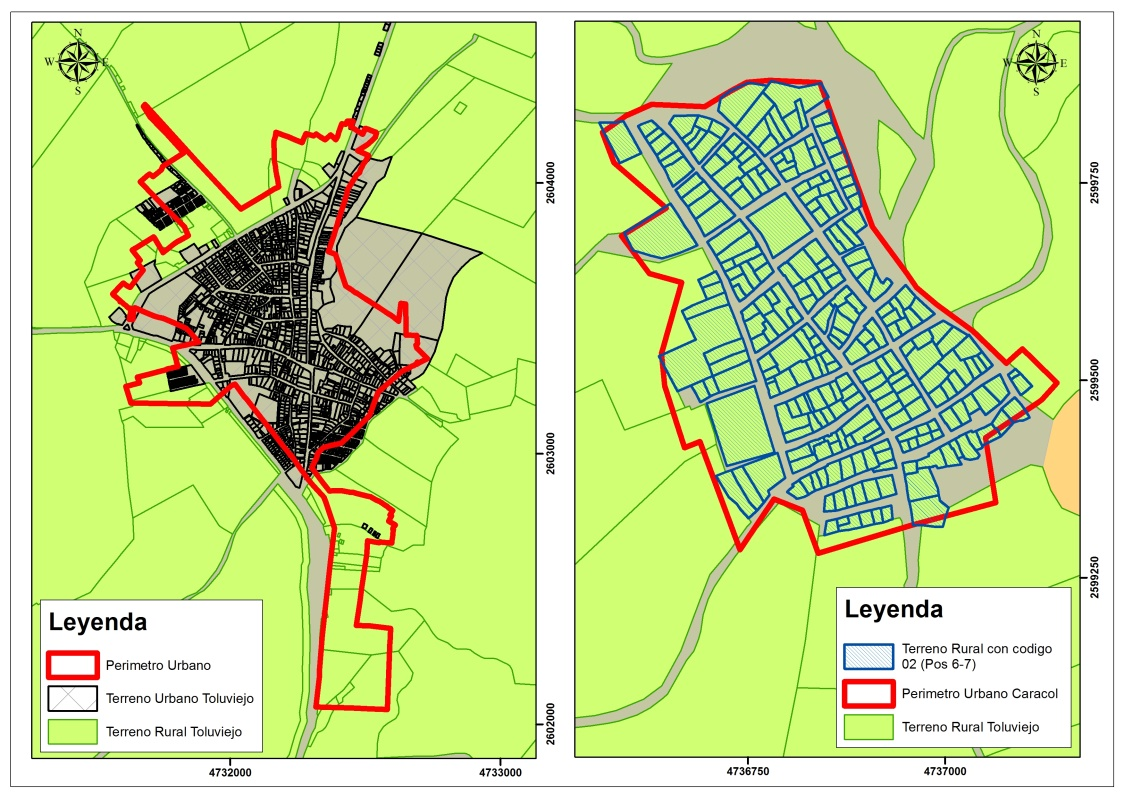 N
W E
S
2604000
2603000
2602000
4732000 4733000
Leyenda
Perimetro Urbano
Terreno Urbano Toluviejo
Terreno Rural Toluviejo
N
W E
S
2599750
2599500
2599250
4736750 4737000
Leyenda
Terreno Rural con codigo
02 (Pos 6-7)
Perimetro Urbano Caracol
Terreno Rural Toluviejo